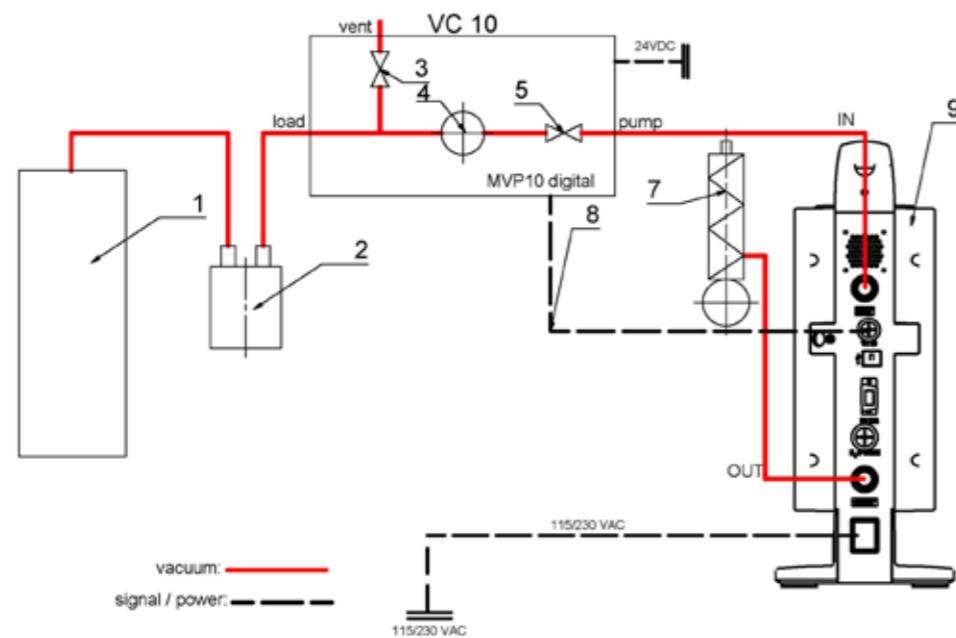 vent
VC 10
3
24VDC
4
5
load
pump
IN
9
1
MVP10 digital
7
2
8
OUT
115/230 VAC
vacuum:
signal / power:
115/230 VAC